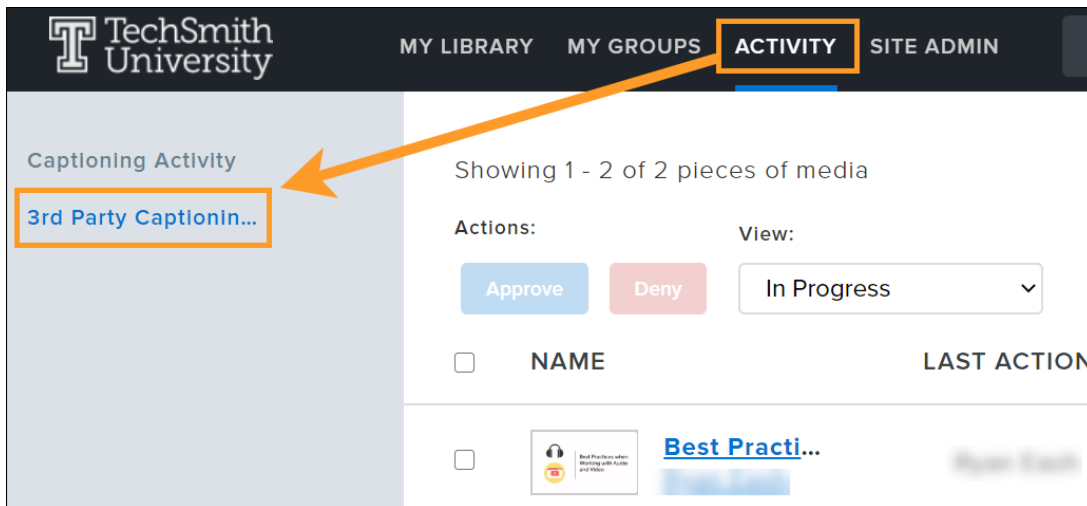 TechSmith
University
MY LIBRARY MY GROUPS ACTIVITY SITE ADMIN
Captioning Activity
3rd Party Captionin...
Showing 1 - 2 of 2 pieces of media
Actions:
View:
Approve Deny In Progress
NAME LAST ACTION
Best Practices when
Working with Audio
and Video
Best Practi...